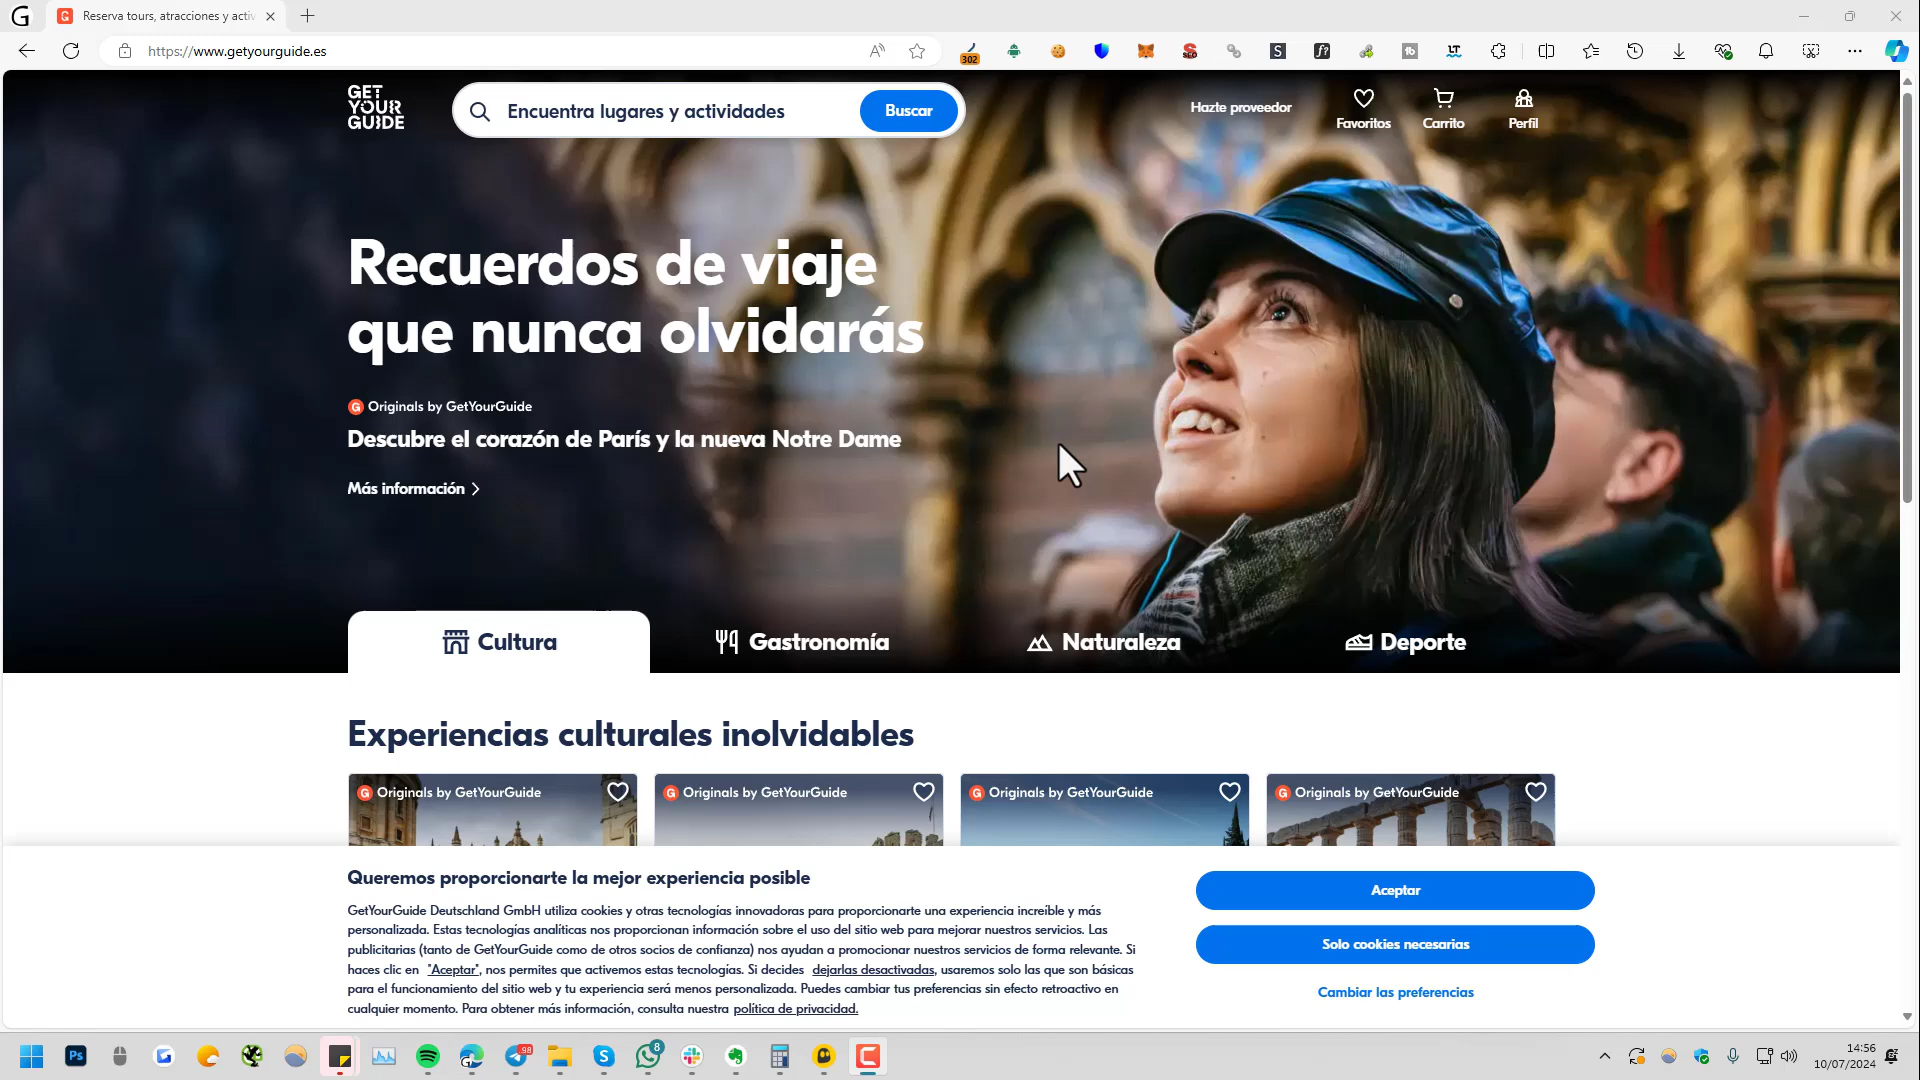 Reserva tours, atracciones y activ
https://www.getyourguide.es
302
GET
YOUR
GUIDE
Encuentra lugares y actividades
Buscar
Hazte proveedor
Favoritos
Carrito
Perfil
Recuerdos de viaje
que nunca olvidarás
Originals by GetYourGuide
Descubre el corazón de París y la nueva Notre Dame
Más información
Cultura
Gastronomía
Naturaleza
Deporte
Experiencias culturales inolvidables
Originals by GetYourGuide
Originals by GetYourGuide
Originals by GetYourGuide
Originals by GetYourGuide
Queremos proporcionarte la mejor experiencia posible
GetYourGuide Deutschland GmbH utiliza cookies y otras tecnologías innovadoras para proporcionarte una experiencia increíble y más
personalizada. Estas tecnologías analíticas nos proporcionan información sobre el uso del sitio web para mejorar nuestros servicios. Las
publicitarias (tanto de GetYourGuide como de otros socios de confianza) nos ayudan a promocionar nuestros servicios de forma relevante. Si
haces clic en "Aceptar", nos permites que activemos estas tecnologías. Si decides dejarlas desactivadas, usaremos solo las que son básicas
para el funcionamiento del sitio web y tu experiencia será menos personalizada. Puedes cambiar tus preferencias sin efecto retroactivo en
cualquier momento. Para obtener más información, consulta nuestra política de privacidad.
Aceptar
Solo cookies necesarias
Cambiar las preferencias
Ps
98
8
14:56
10/07/2024